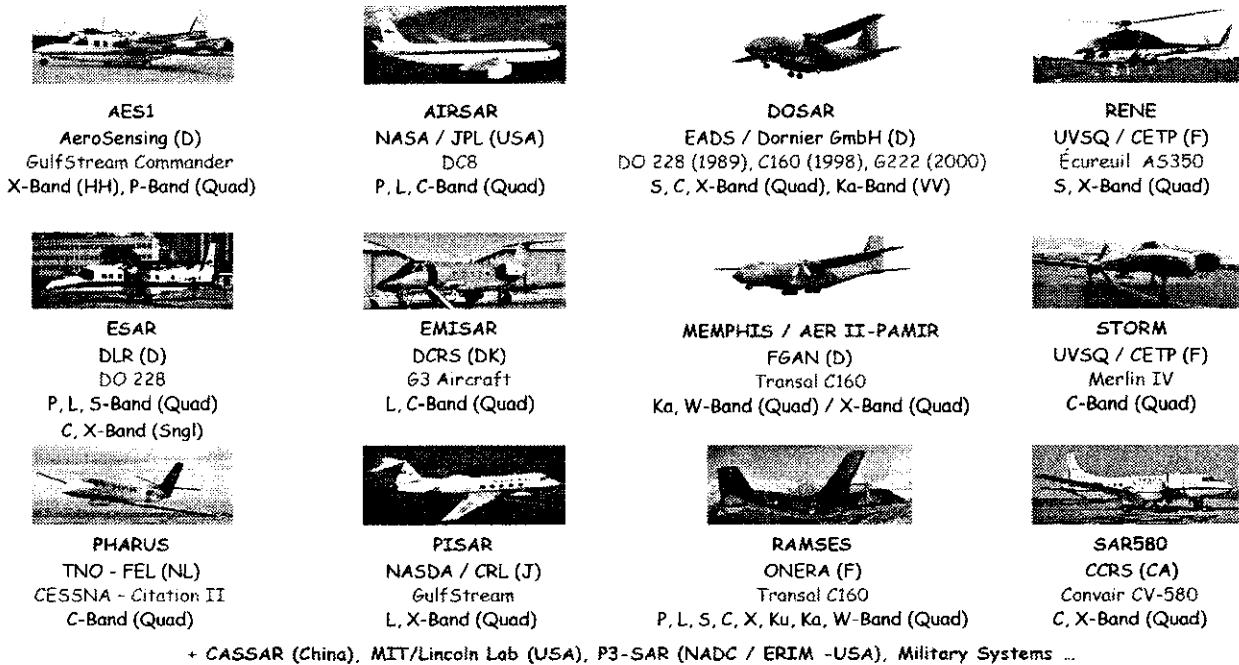 AES1
AeroSensing (D)
GulfStream Commander
X-Band (HH), P-Band (Quad)
AIRSAR
NASA / JPL (USA)
DC8
P, L, C-Band (Quad)
DOSAR
EADS / Dornier GmbH (D)
DO 228 (1989), C160 (1998), G222 (2000)
S, C, X-Band (Quad), Ka-Band (VV)
RENE
UVSQ / CETP (F)
Écureuil AS350
S, X-Band (Quad)
ESAR
DLR (D)
DO 228
P, L, S-Band (Quad)
C, X-Band (Sngl)
EMISAR
DCRS (DK)
G3 Aircraft
L, C-Band (Quad)
MEMPHIS / AER II-PAMIR
FGAN (D)
Transal C160
Ka, W-Band (Quad) / X-Band (Quad)
STORM
UVSQ / CETP (F)
Merlin IV
C-Band (Quad)
PHARUS
TNO - FEL (NL)
CESSNA - Citation II
C-Band (Quad)
PISAR
NASDA / CRL (J)
GulfStream
L, X-Band (Quad)
RAMSES
ONERA (F)
Transal C160
P, L, S, C, X, Ku, Ka, W-Band (Quad)
SAR580
CCRS (CA)
Convair CV-580
C, X-Band (Quad)
+ CASSAR (China), MIT/Lincoln Lab (USA), P3-SAR (NADC / ERIM -USA), Military Systems ...